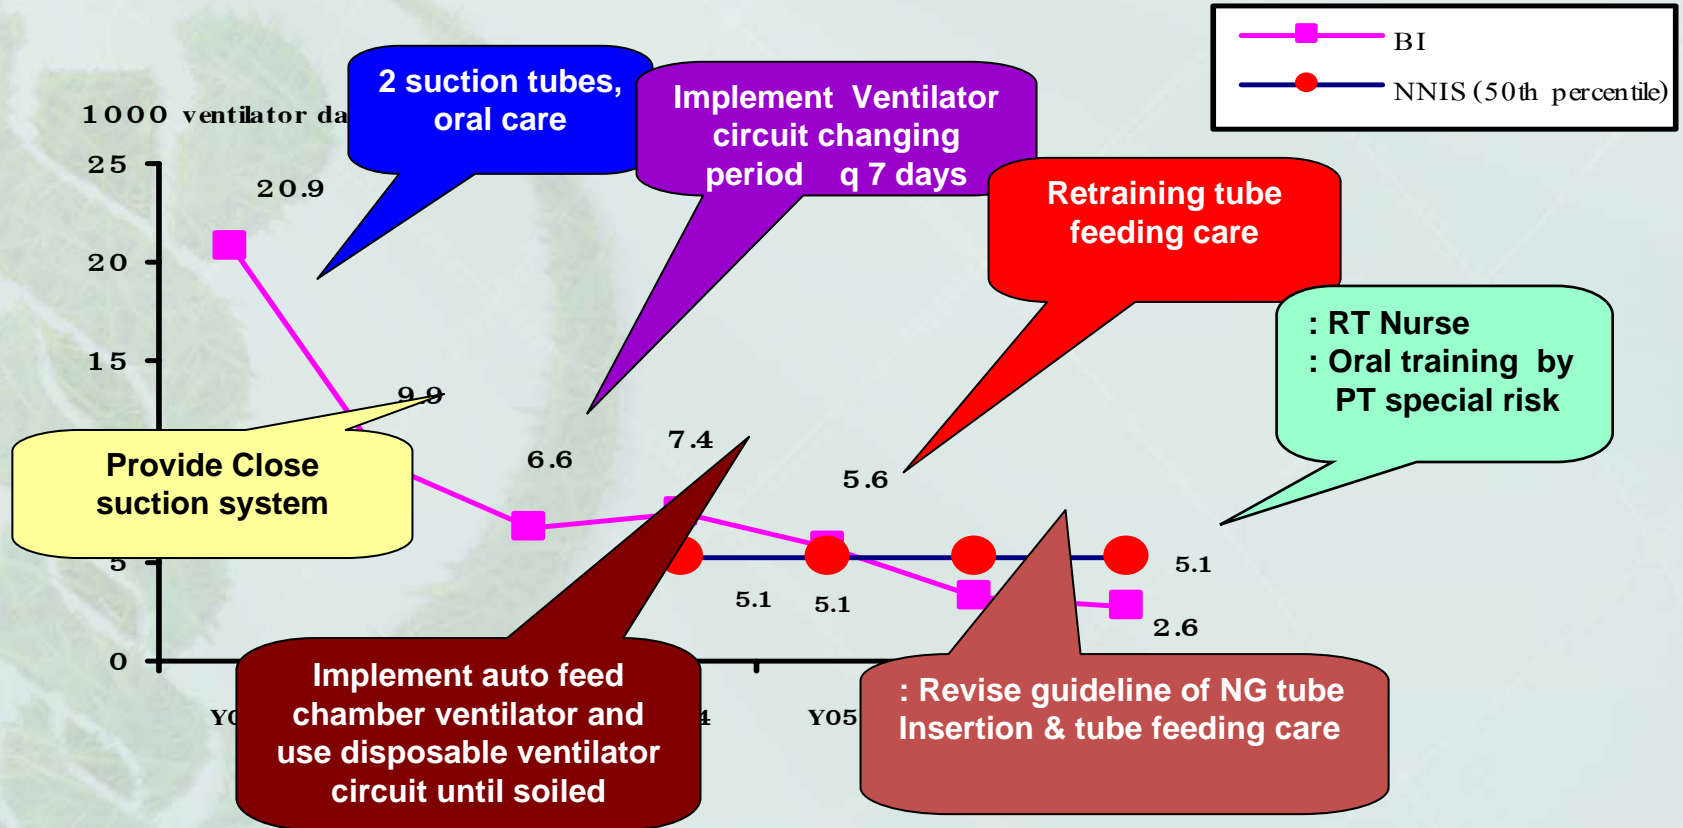 BI
NNIS (50th percentile)
1000 ventilator da
2 suction tubes,
oral care
Implement Ventilator
circuit changing
period q 7 days
Retraining tube
feeding care
: RT Nurse
: Oral training by
PT special risk
25
20
15
5
0
20.9
9.9
6.6
7.4
5.6
5.1
5.1
5.1
2.6
Provide Close
suction system
Implement auto feed
chamber ventilator and
use disposable ventilator
circuit until soiled
: Revise guideline of NG tube
Insertion & tube feeding care
Y0
4
Y05